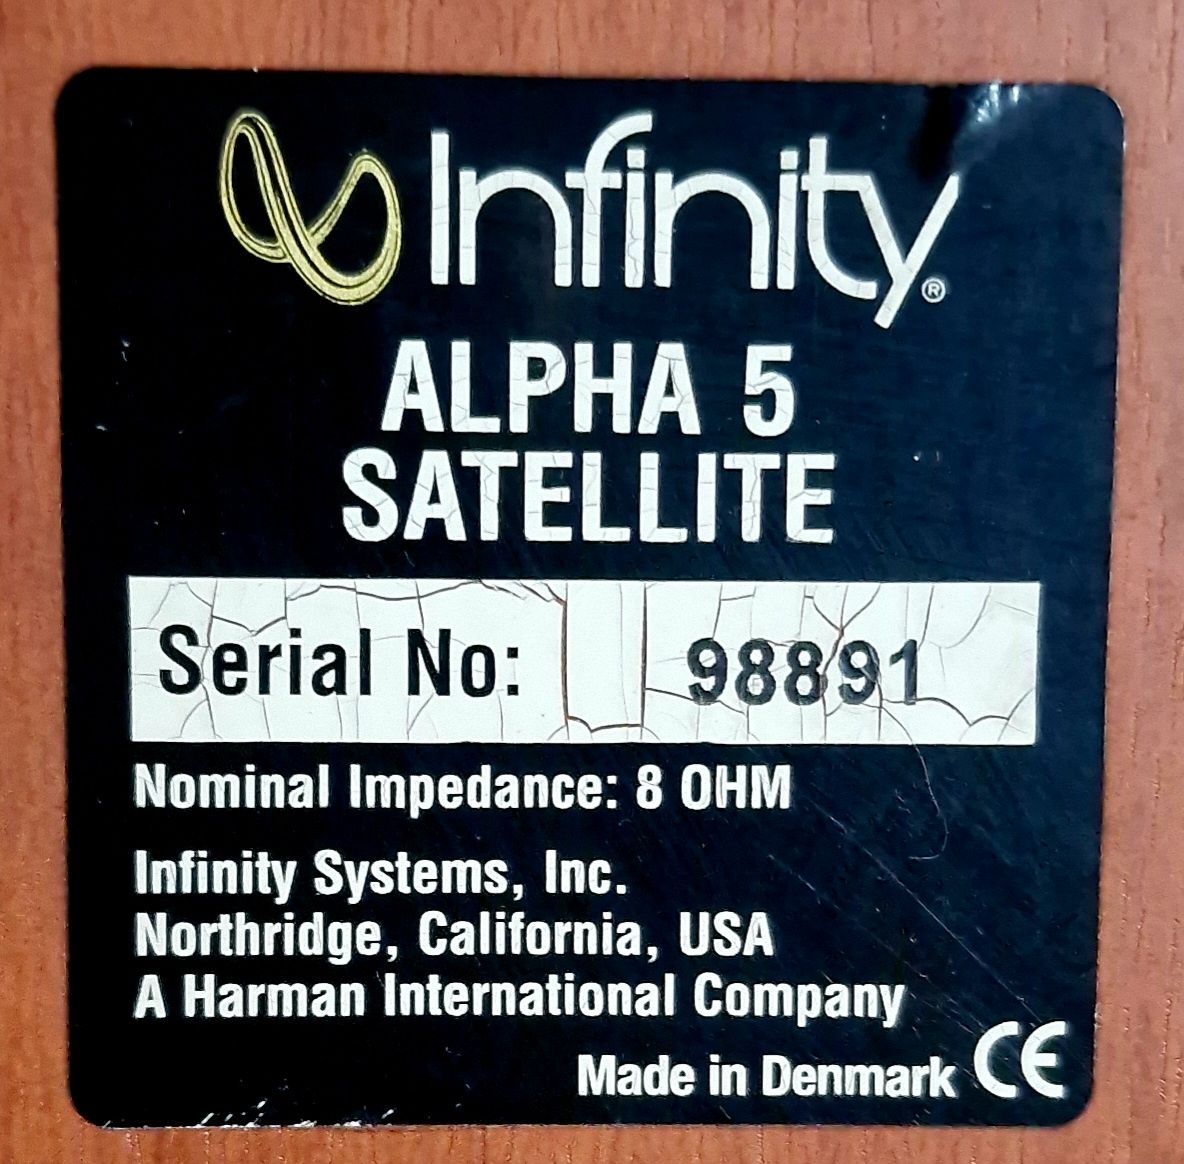 Infinity®
ALPHA 5
SATELLITE
Serial No: 98891
Nominal Impedance: 8 OHM
Infinity Systems, Inc.
Northridge, California, USA
A Harman International Company
Made in Denmark CE